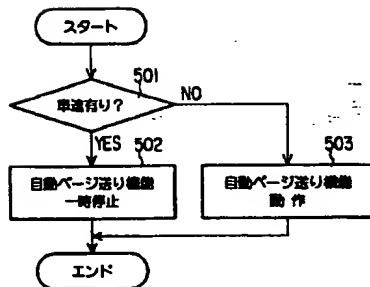 スタート
501
車速有り?
NO
YES
502
503
自動ページ送り機能
一時停止
自動ページ送り機能
動作
エンド